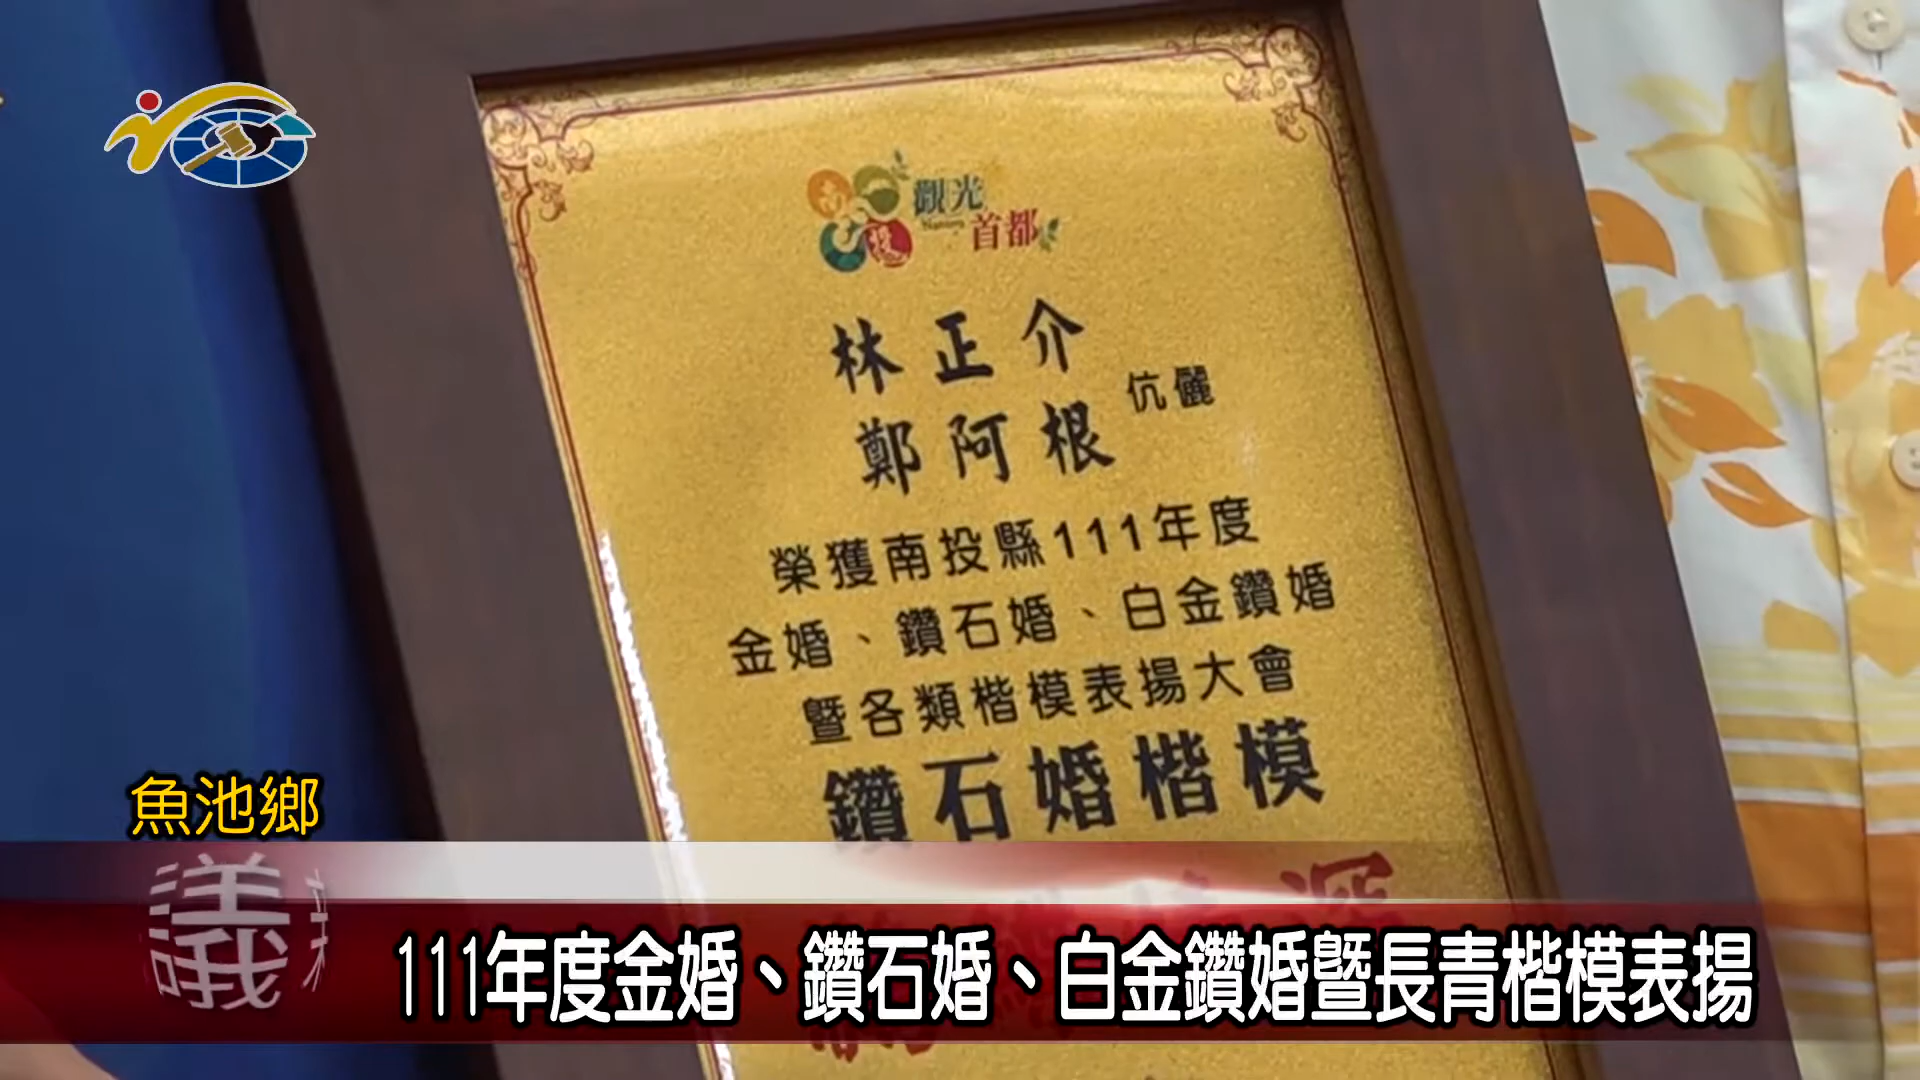 觀光
首都
林正介
鄭阿根 伉儷
榮獲南投縣111年度
金婚、鑽石婚、白金鑽婚
暨各類楷模表揚大會
鑽石婚楷模
魚池鄉
議
111年度金婚、鑽石婚、白金鑽婚暨長青楷模表揚